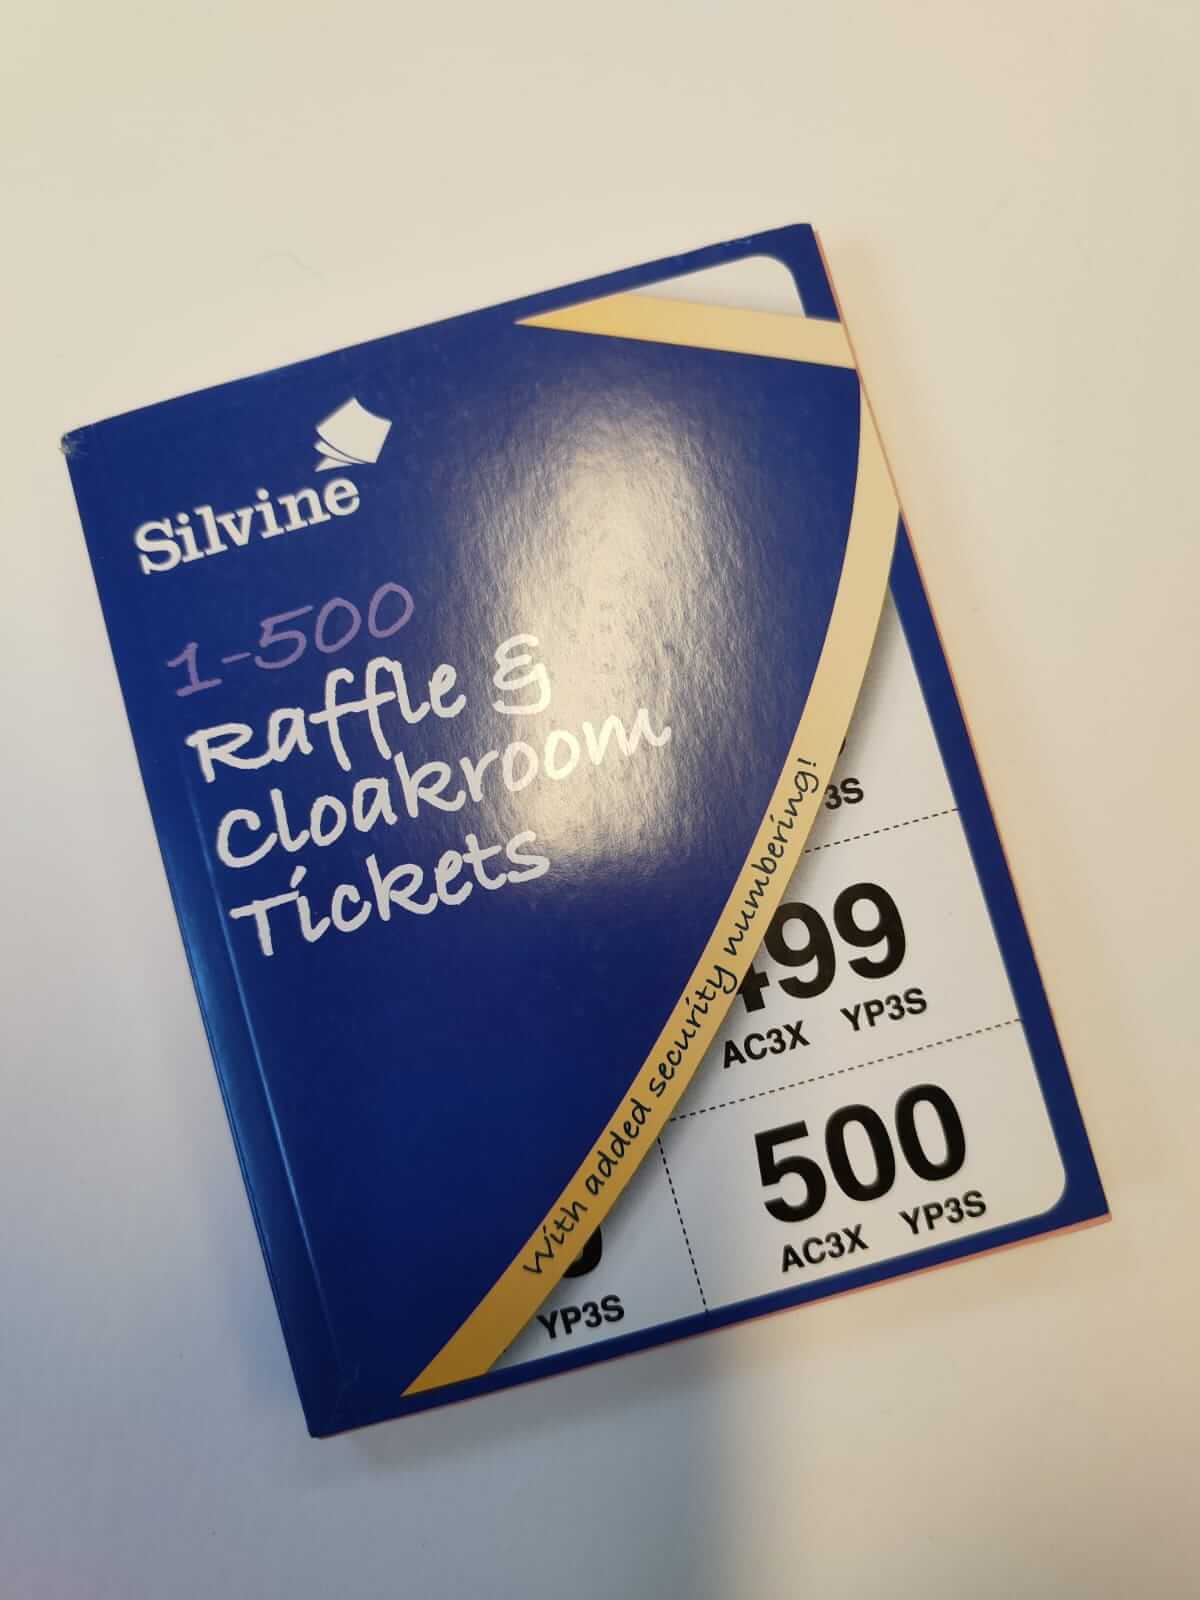 Silvine
1-500
Raffle &
Cloakroom
Tickets
With added security numbering!
499
AC3X YP3S
500
AC3X YP3S
YP3S